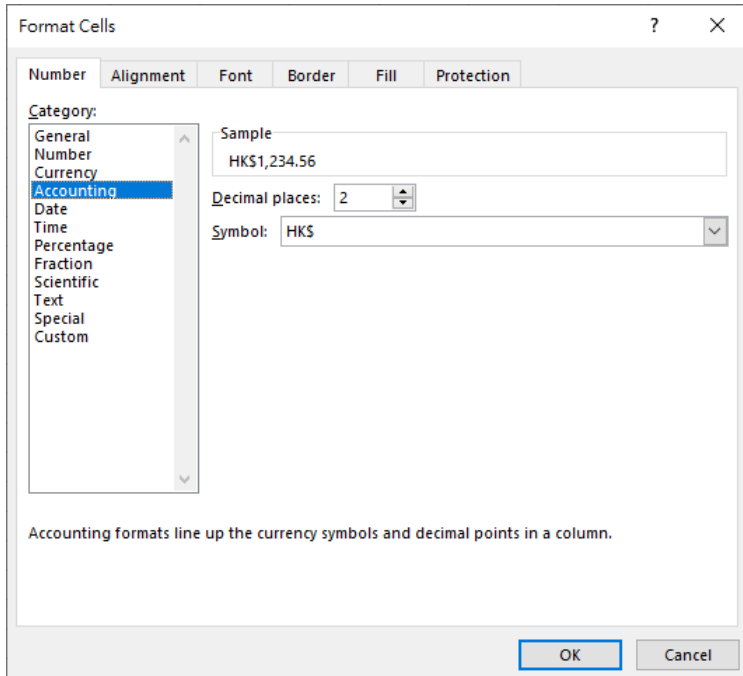 Format Cells ?
Number Alignment Font Border Fill Protection
Category:
General
Number
Currency
Accounting
Date
Time
Percentage
Fraction
Scientific
Text
Special
Custom
Sample
HK$1,234.56
Decimal places: 2
Symbol: HK$
Accounting formats line up the currency symbols and decimal points in a column.
OK Cancel